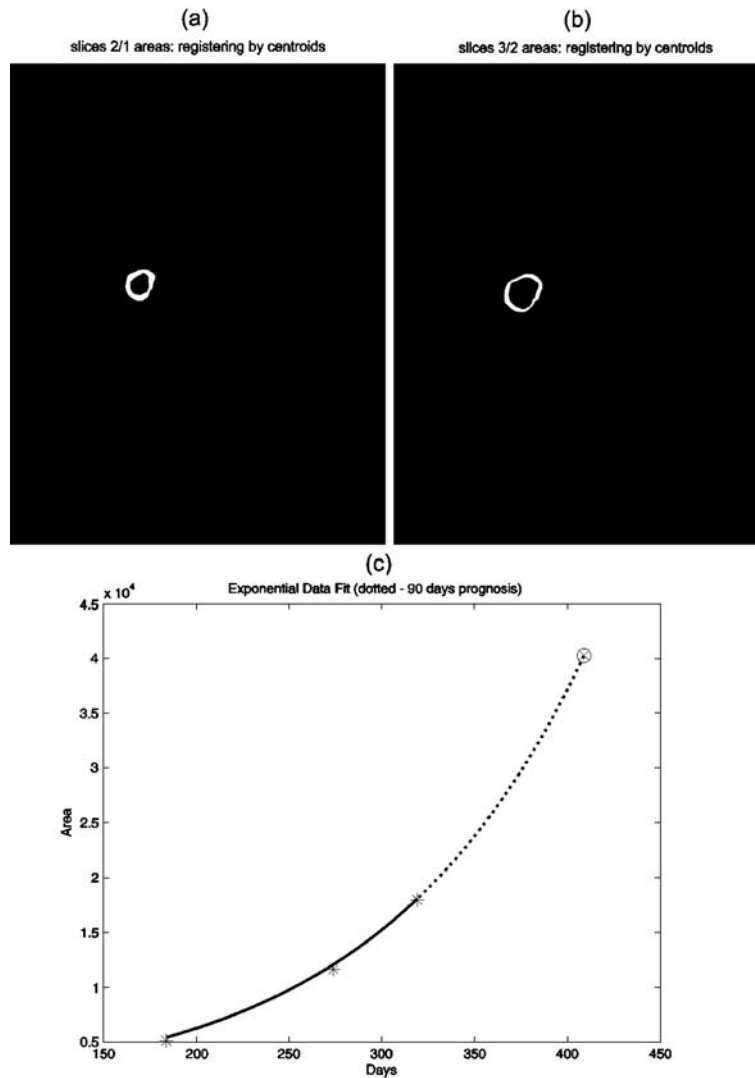 (a)
slices 2/1 areas: registering by centroids
(b)
slices 3/2 areas: registering by centroids
(c)
Exponential Data Fit (dotted - 90 days prognosis)
x 10^4
4.5
4
3.5
3
2.5
2
1.5
1
0.5
Area
150 200 250 300 350 400 450
Days